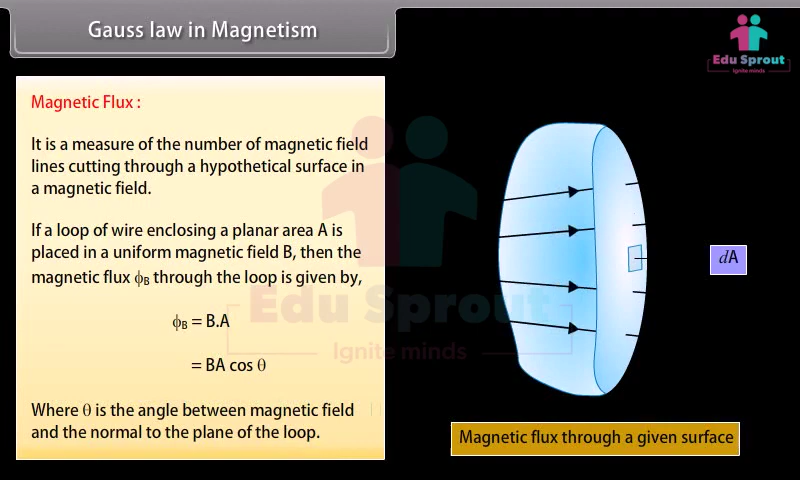 Gauss law in Magnetism
Edu Sprout
Ignite minds
Magnetic Flux :
It is a measure of the number of magnetic field
lines cutting through a hypothetical surface in
a magnetic field.
If a loop of wire enclosing a planar area A is
placed in a uniform magnetic field B, then the
magnetic flux ϕB through the loop is given by,
ϕB = B.A
= BA cos θ
Where θ is the angle between magnetic field
and the normal to the plane of the loop.
dA
Edu Sprout
Ignite minds
Magnetic flux through a given surface